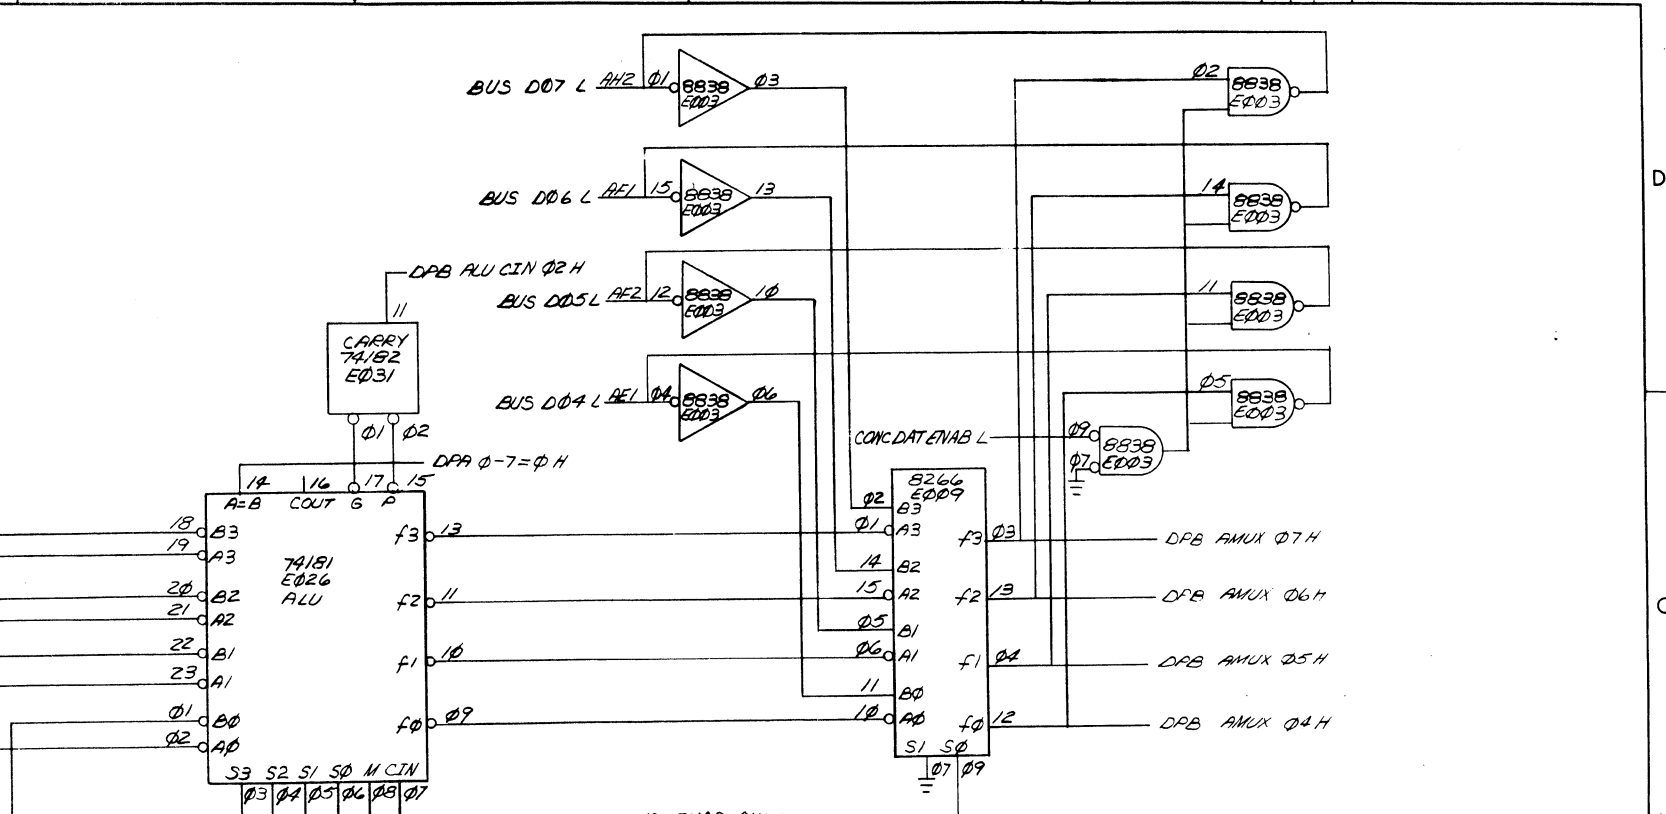 BUS DØ7 L AH2 Ø1 8838 EØØ3 Ø3
Ø2 8838 EØØ3
BUS DØ6 L AF1 15 8838 EØØ3 13
14 8838 EØØ3
D
BUS DØ5 L AF2 12 8838 EØØ3 1Ø
11 8838 EØØ3
BUS DØ4 L AE1 Ø4 8838 EØØ3 Ø6
Ø5 8838 EØØ3
DPB ALU CIN Ø2 H
11
CARRY
74182
EØ31
Ø1 Ø2
DPA Ø-7=Ø H
CONC DAT ENAB L Ø9
Ø7
8838
EØØ3
14 16 17 15
A=B COUT G P
18 B3
19 A3
2Ø B2
21 A2
22 B1
23 A1
Ø1 BØ
Ø2 AØ
74181
EØ26
ALU
f3 13
f2 11
f1 1Ø
fØ Ø9
S3 S2 S1 SØ M CIN
Ø3 Ø4 Ø5 Ø6 Ø8 Ø7
8266
EØØ9
Ø2 B3
Ø1 A3
14 B2
15 A2
Ø5 B1
Ø6 A1
11 BØ
1Ø AØ
f3 Ø3 DPB AMUX Ø7 H
f2 13 DPB AMUX Ø6 H
f1 Ø4 DPB AMUX Ø5 H
fØ 12 DPB AMUX Ø4 H
S1 SØ
Ø7 Ø9
C